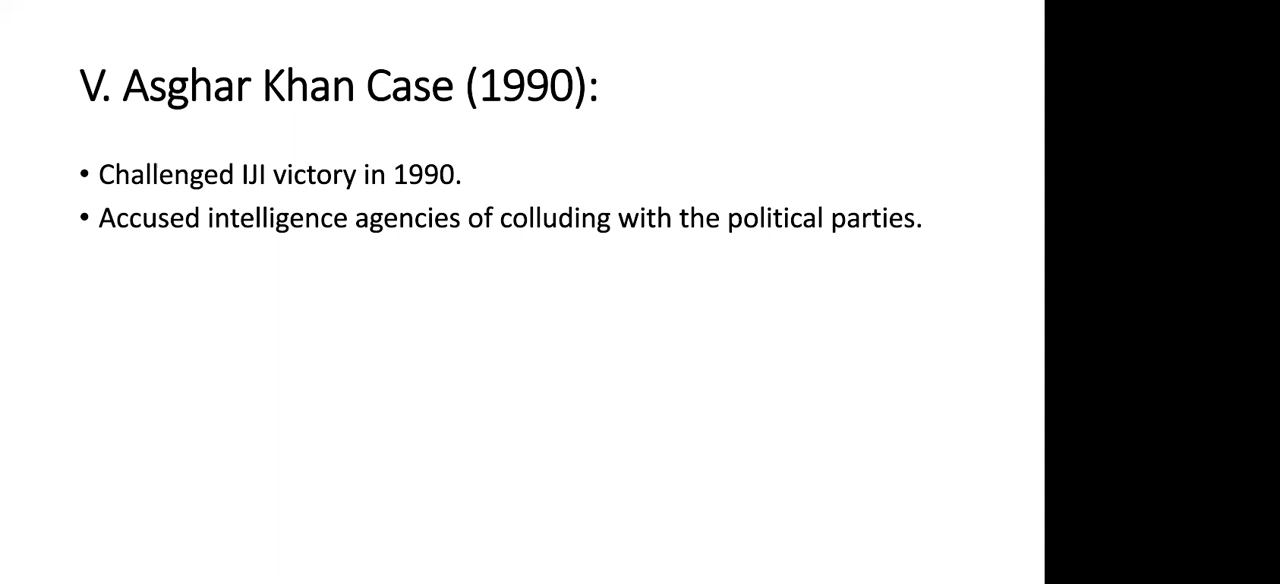 V. Asghar Khan Case (1990):
• Challenged IJI victory in 1990.
• Accused intelligence agencies of colluding with the political parties.